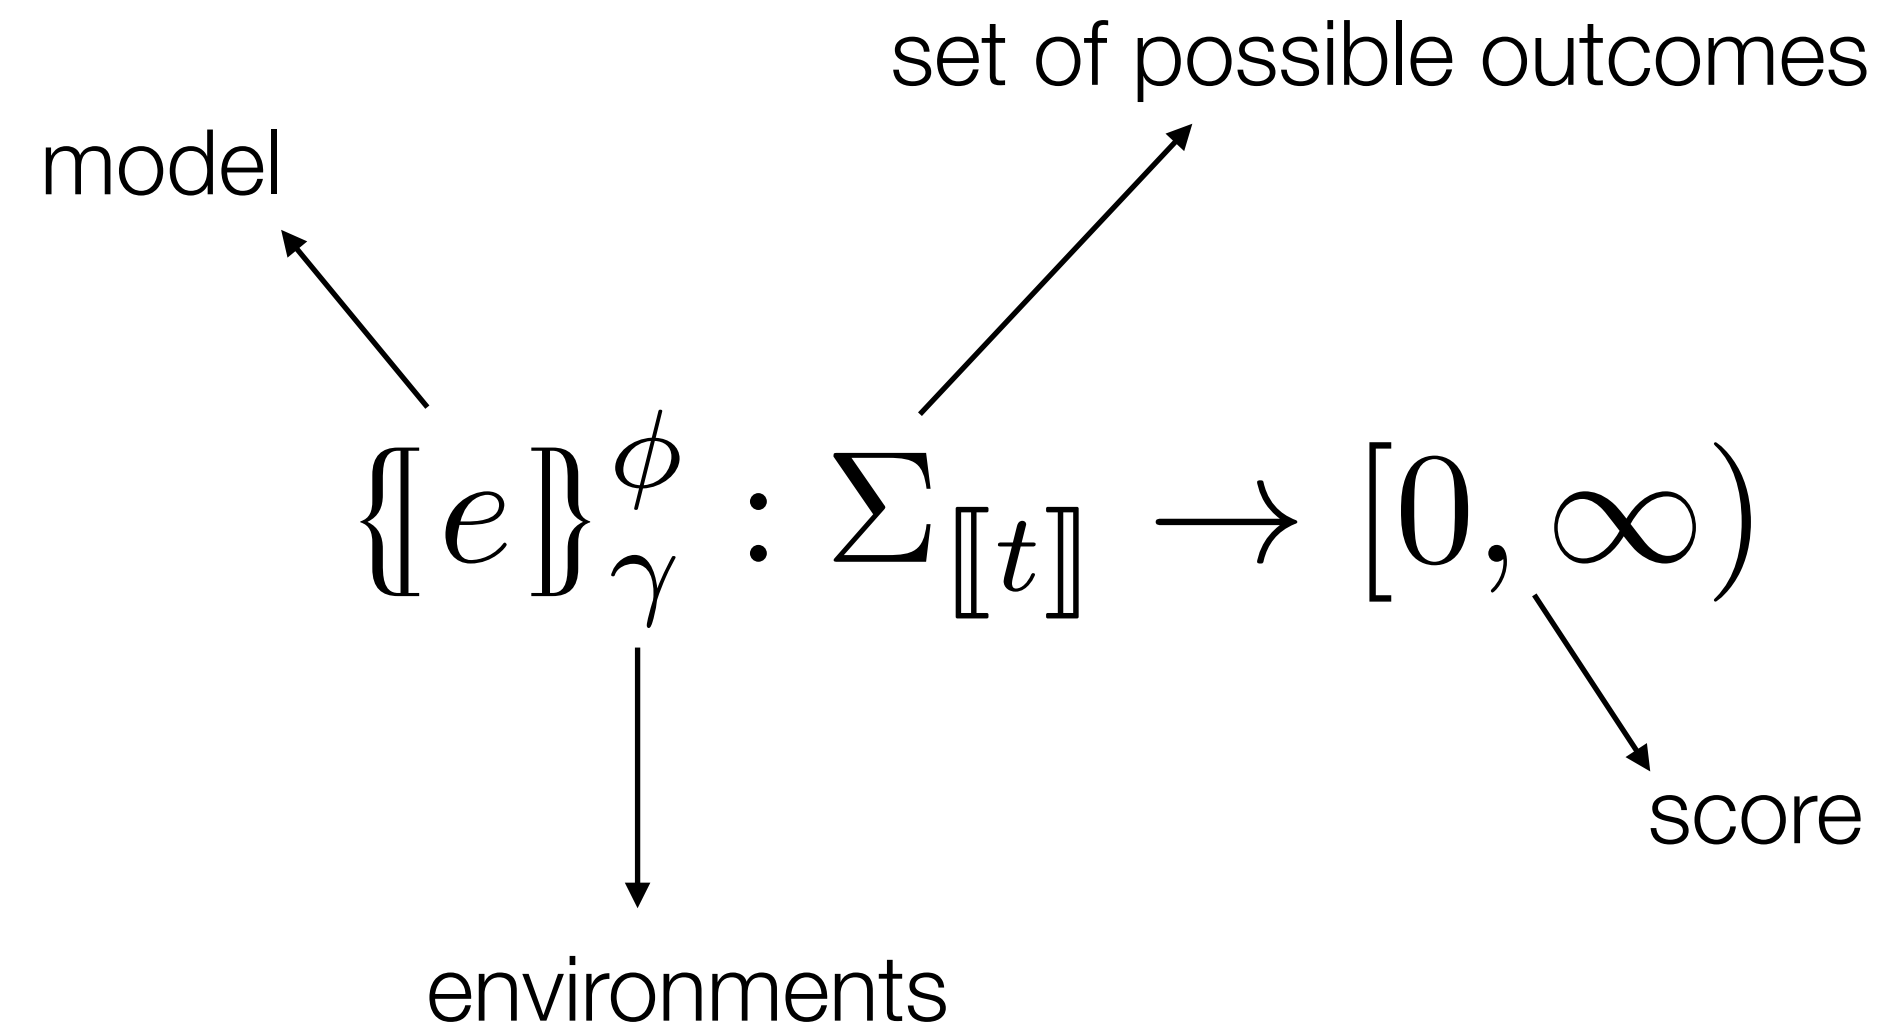 set of possible outcomes
model
⦃e⦄^ϕ_γ : Σ_⟦t⟧ → [0, ∞)
score
environments